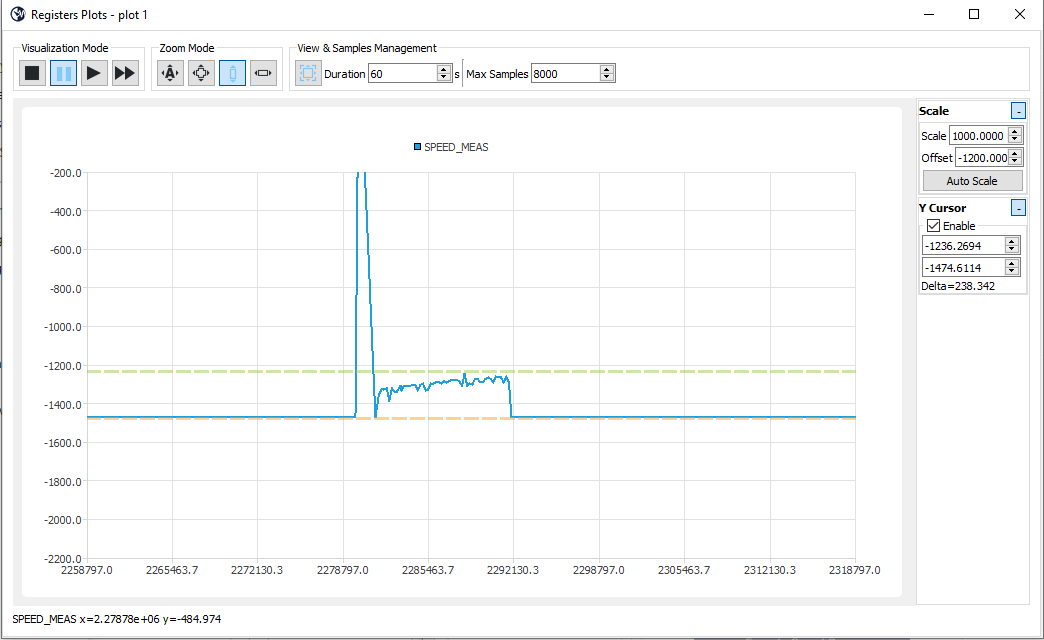 Registers Plots - plot 1
Visualization Mode
Zoom Mode
View & Samples Management
A
Duration 60 s Max Samples 8000
SPEED_MEAS
-200.0
-400.0
-600.0
-800.0
-1000.0
-1200.0
-1400.0
-1600.0
-1800.0
-2000.0
-2200.0
2258797.0 2265463.7 2272130.3 2278797.0 2285463.7 2292130.3 2298797.0 2305463.7 2312130.3 2318797.0
Scale -
Scale 1000.0000
Offset -1200.000
Auto Scale
Y Cursor -
Enable
-1236.2694
-1474.6114
Delta=238.342
SPEED_MEAS x=2.27878e+06 y=-484.974